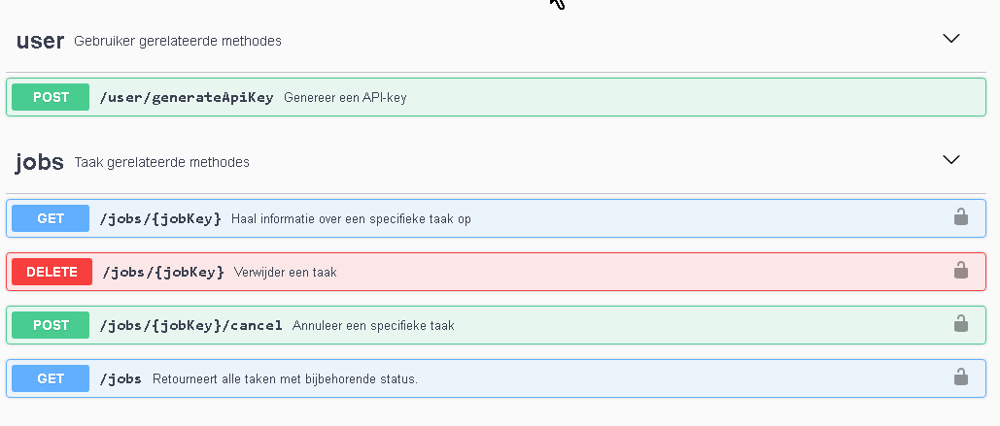 user Gebruiker gerelateerde methodes
POST /user/generateApiKey Genereer een API-key
jobs Taak gerelateerde methodes
GET /jobs/{jobKey} Haal informatie over een specifieke taak op
DELETE /jobs/{jobKey} Verwijder een taak
POST /jobs/{jobKey}/cancel Annuleer een specifieke taak
GET /jobs Retourneert alle taken met bijbehorende status.